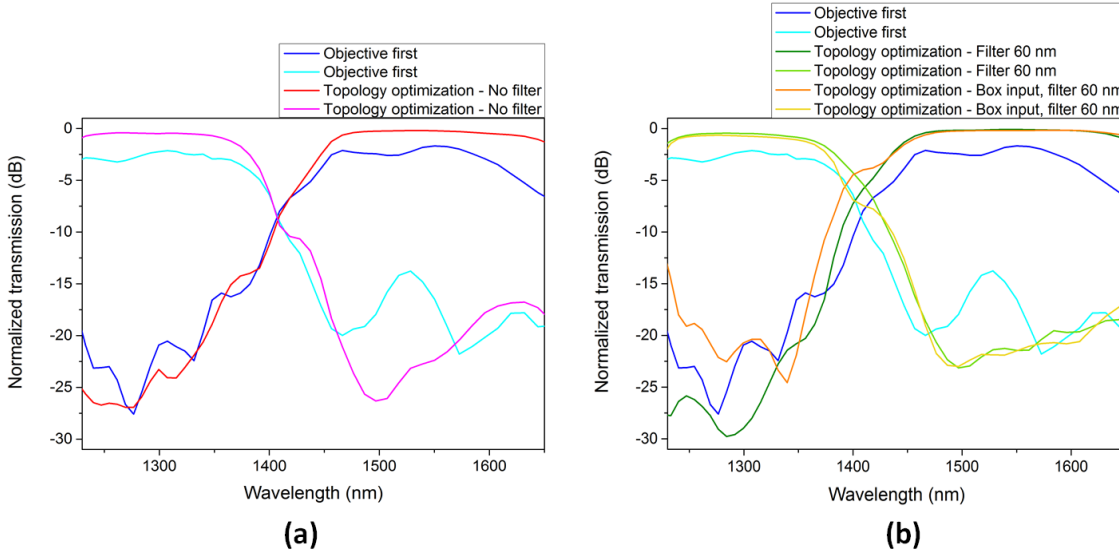 Objective first
Objective first
Topology optimization - No filter
Topology optimization - No filter
0
-5
-10
-15
-20
-25
-30
Normalized transmission (dB)
1300
1400
1500
1600
Wavelength (nm)
(a)
Objective first
Objective first
Topology optimization - Filter 60 nm
Topology optimization - Filter 60 nm
Topology optimization - Box input, filter 60 nm
Topology optimization - Box input, filter 60 nm
0
-5
-10
-15
-20
-25
-30
Normalized transmission (dB)
1300
1400
1500
1600
Wavelength (nm)
(b)